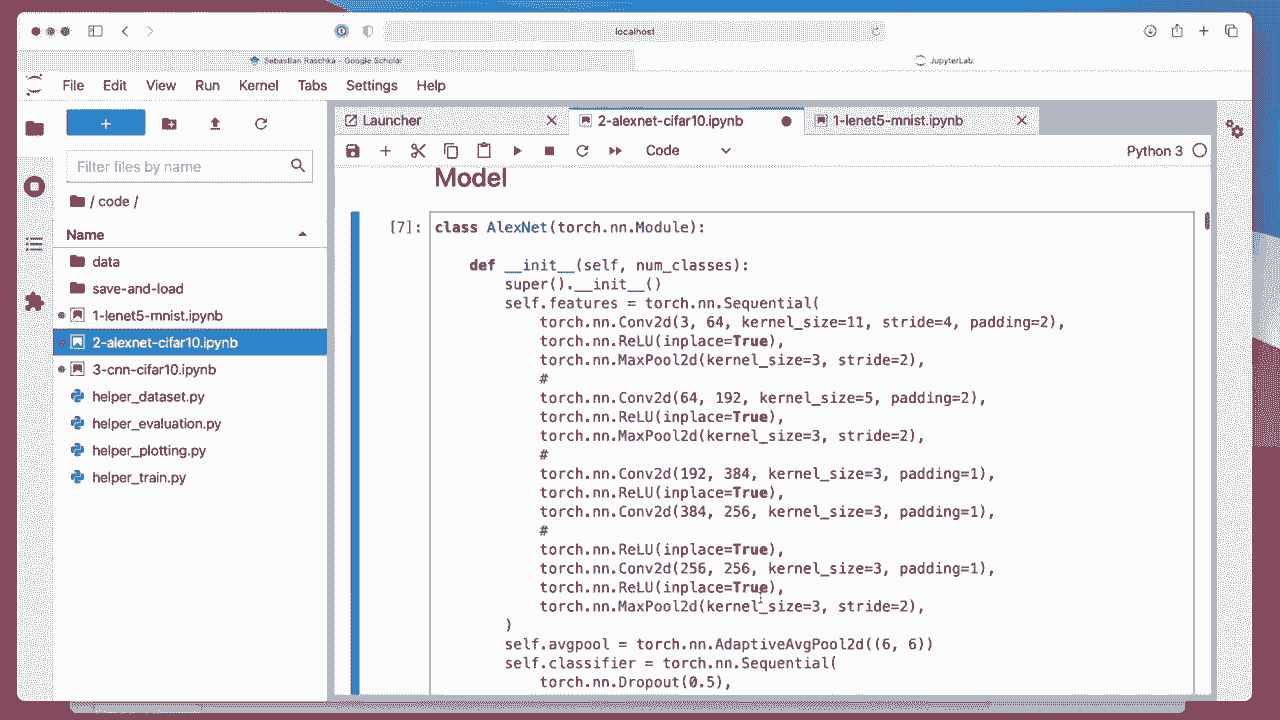 localhost
Sebastian Raschka - Google Scholar
JupyterLab
File Edit View Run Kernel Tabs Settings Help
Launcher
2-alexnet-cifar10.ipynb
1-lenet5-mnist.ipynb
Code
Python 3
Filter files by name
/ code /
Name
data
save-and-load
1-lenet5-mnist.ipynb
2-alexnet-cifar10.ipynb
3-cnn-cifar10.ipynb
helper_dataset.py
helper_evaluation.py
helper_plotting.py
helper_train.py
Model
[7]: class AlexNet(torch.nn.Module):
def __init__(self, num_classes):
super().__init__()
self.features = torch.nn.Sequential(
torch.nn.Conv2d(3, 64, kernel_size=11, stride=4, padding=2),
torch.nn.ReLU(inplace=True),
torch.nn.MaxPool2d(kernel_size=3, stride=2),
#
torch.nn.Conv2d(64, 192, kernel_size=5, padding=2),
torch.nn.ReLU(inplace=True),
torch.nn.MaxPool2d(kernel_size=3, stride=2),
#
torch.nn.Conv2d(192, 384, kernel_size=3, padding=1),
torch.nn.ReLU(inplace=True),
torch.nn.Conv2d(384, 256, kernel_size=3, padding=1),
#
torch.nn.ReLU(inplace=True),
torch.nn.Conv2d(256, 256, kernel_size=3, padding=1),
torch.nn.ReLU(inplace=True),
torch.nn.MaxPool2d(kernel_size=3, stride=2),
)
self.avgpool = torch.nn.AdaptiveAvgPool2d((6, 6))
self.classifier = torch.nn.Sequential(
torch.nn.Dropout(0.5),